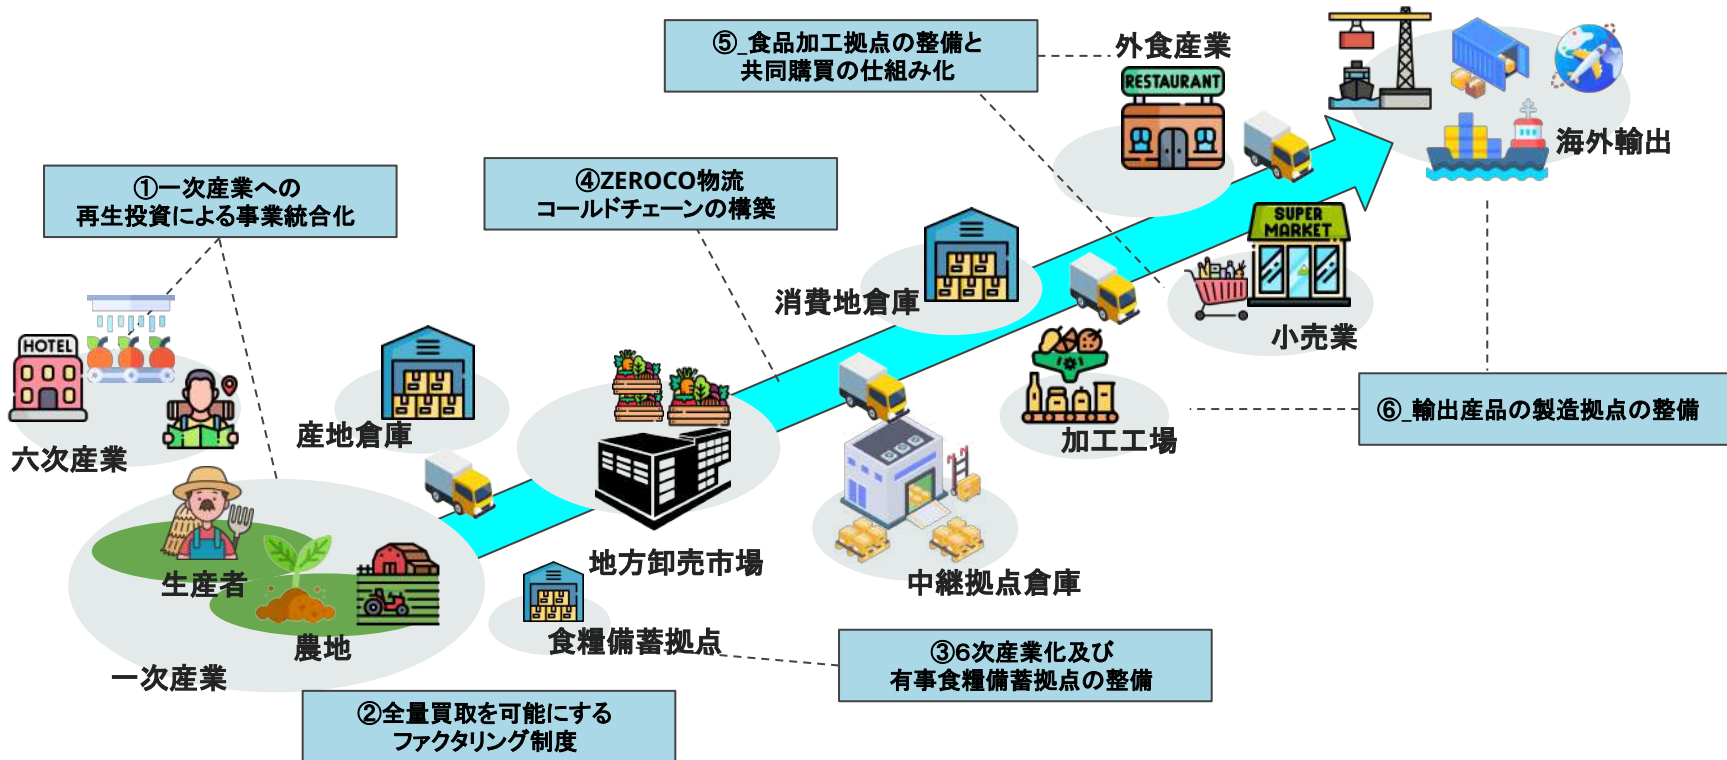 ⑤_食品加工拠点の整備と
共同購買の仕組み化
外食産業
RESTAURANT
海外輸出
①一次産業への
再生投資による事業統合化
④ZEROCO物流
コールドチェーンの構築
SUPER
MARKET
消費地倉庫
小売業
HOTEL
産地倉庫
六次産業
加工工場
⑥_輸出産品の製造拠点の整備
地方卸売市場
中継拠点倉庫
生産者
農地
食糧備蓄拠点
一次産業
③6次産業化及び
有事食糧備蓄拠点の整備
②全量買取を可能にする
ファクタリング制度